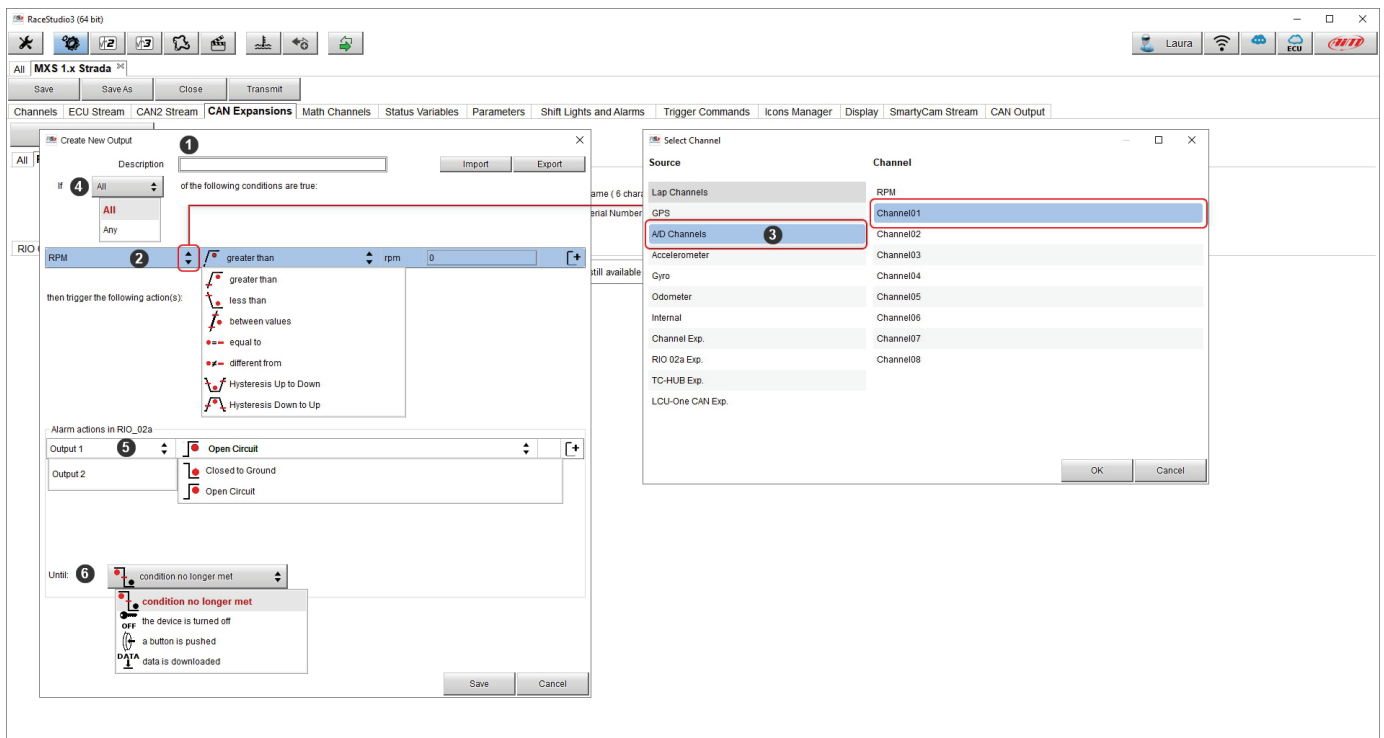 RaceStudio3 (64 bit)
Laura
ECU
AiM
All MXS 1.x Strada
Save Save As Close Transmit
Channels ECU Stream CAN2 Stream CAN Expansions Math Channels Status Variables Parameters Shift Lights and Alarms Trigger Commands Icons Manager Display SmartyCam Stream CAN Output
All
RIO
ame ( 6 chara
erial Number
still available
Create New Output
1
Description Import Export
If 4 All of the following conditions are true:
All
Any
RPM 2 greater than rpm 0
greater than
less than
between values
equal to
different from
Hysteresis Up to Down
Hysteresis Down to Up
then trigger the following action(s):
Alarm actions in RIO_02a
Output 1 5 Open Circuit
Output 2
Closed to Ground
Open Circuit
Until: 6 condition no longer met
condition no longer met
OFF the device is turned off
a button is pushed
DATA data is downloaded
Save Cancel
Select Channel
Source Channel
Lap Channels RPM
GPS Channel01
A/D Channels 3 Channel02
Accelerometer Channel03
Gyro Channel04
Odometer Channel05
Internal Channel06
Channel Exp. Channel07
RIO 02a Exp. Channel08
TC-HUB Exp.
LCU-One CAN Exp.
OK Cancel